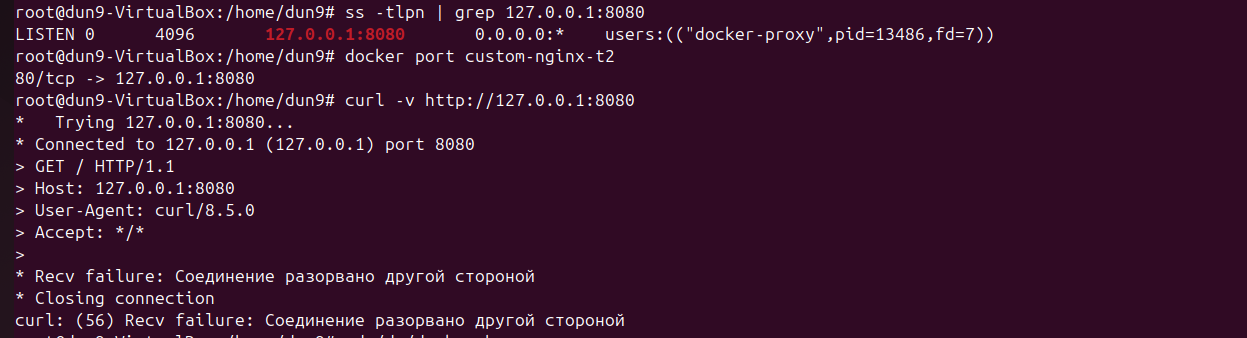 root@dun9-VirtualBox:/home/dun9# ss -tlpn | grep 127.0.0.1:8080
LISTEN 0      4096       127.0.0.1:8080       0.0.0.0:*    users:(("docker-proxy",pid=13486,fd=7))
root@dun9-VirtualBox:/home/dun9# docker port custom-nginx-t2
80/tcp -> 127.0.0.1:8080
root@dun9-VirtualBox:/home/dun9# curl -v http://127.0.0.1:8080
*   Trying 127.0.0.1:8080...
* Connected to 127.0.0.1 (127.0.0.1) port 8080
> GET / HTTP/1.1
> Host: 127.0.0.1:8080
> User-Agent: curl/8.5.0
> Accept: */*
>
* Recv failure: Соединение разорвано другой стороной
* Closing connection
curl: (56) Recv failure: Соединение разорвано другой стороной